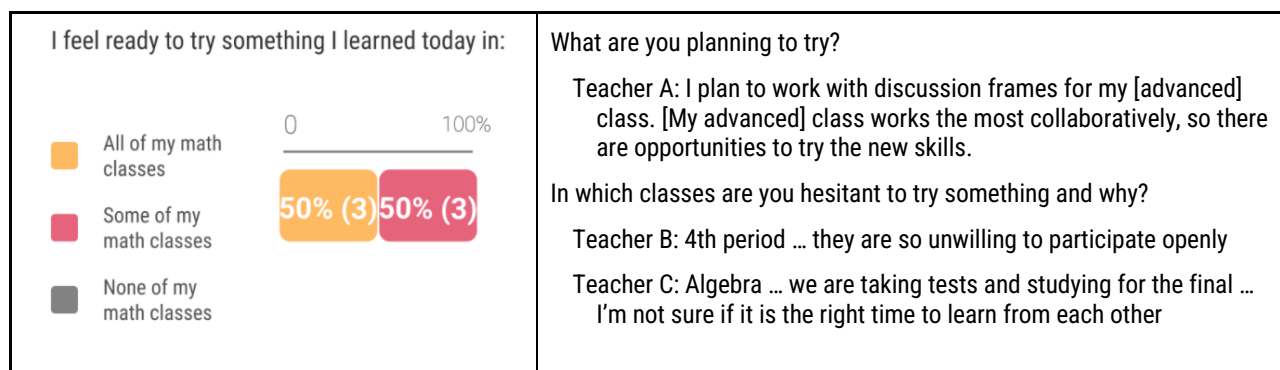 I feel ready to try something I learned today in:
0 100%
All of my math
classes
50% (3) 50% (3)
Some of my
math classes
None of my
math classes
What are you planning to try?
Teacher A: I plan to work with discussion frames for my [advanced]
class. [My advanced] class works the most collaboratively, so there
are opportunities to try the new skills.
In which classes are you hesitant to try something and why?
Teacher B: 4th period … they are so unwilling to participate openly
Teacher C: Algebra … we are taking tests and studying for the final …
I’m not sure if it is the right time to learn from each other